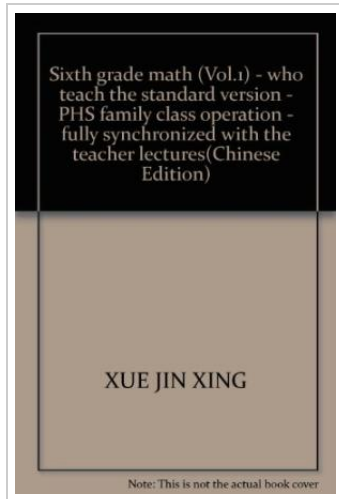 Sixth grade math (Vol.1) - who
teach the standard version -
PHS family class operation -
fully synchronized with the
teacher lectures(Chinese
Edition)
XUE JIN XING
Note: This is not the actual book cover